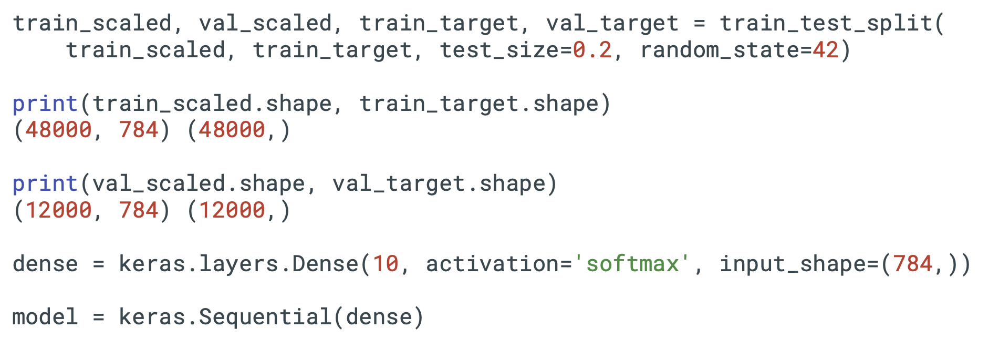 train_scaled, val_scaled, train_target, val_target = train_test_split(
    train_scaled, train_target, test_size=0.2, random_state=42)
print(train_scaled.shape, train_target.shape)
(48000, 784) (48000,)
print(val_scaled.shape, val_target.shape)
(12000, 784) (12000,)
dense = keras.layers.Dense(10, activation='softmax', input_shape=(784,))
model = keras.Sequential(dense)